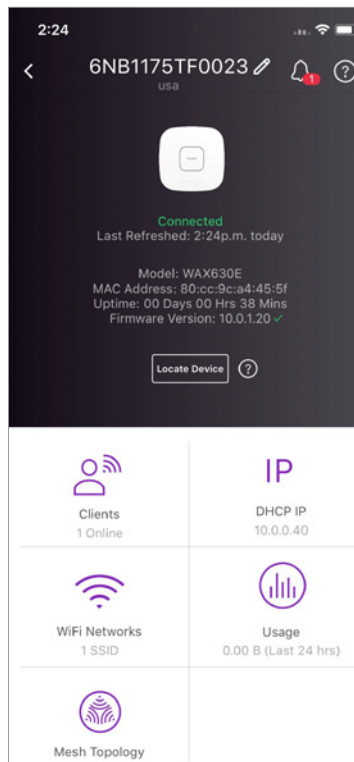 2:24
6NB1175TF0023
usa
1
?
Connected
Last Refreshed: 2:24p.m. today
Model: WAX630E
MAC Address: 80:cc:9c:a4:45:5f
Uptime: 00 Days 00 Hrs 38 Mins
Firmware Version: 10.0.1.20
Locate Device ?
IP
Clients
1 Online
DHCP IP
10.0.0.40
WiFi Networks
1 SSID
Usage
0.00 B (Last 24 hrs)
Mesh Topology